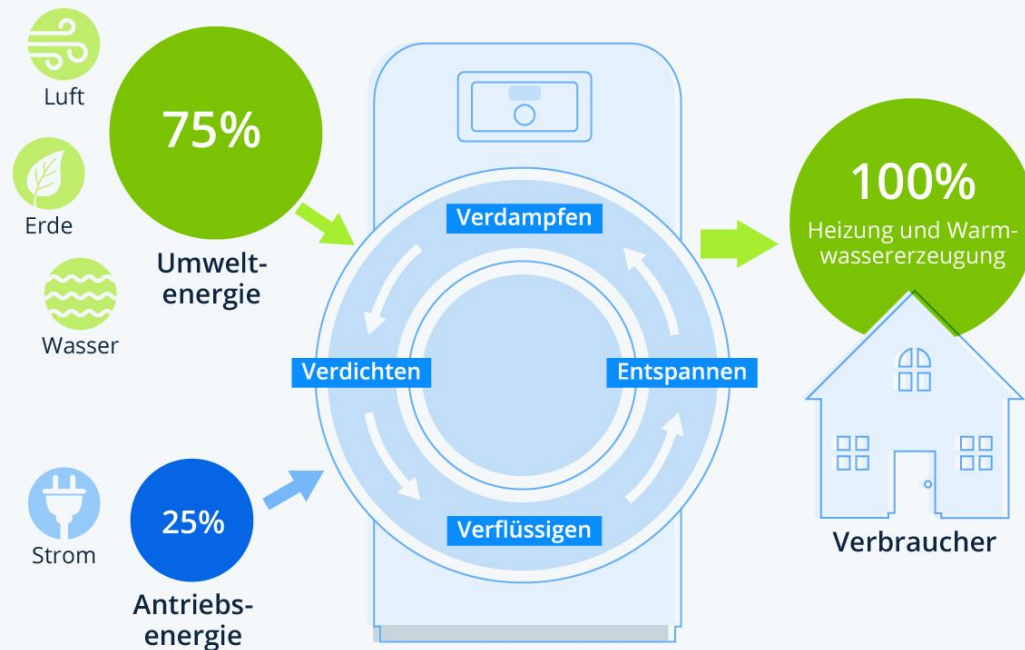 Luft
75%
Erde
Umwelt-
energie
Wasser
Strom
25%
Antriebs-
energie
Verdampfen
Verdichten
Entspannen
Verflüssigen
100%
Heizung und Warm-
wassererzeugung
Verbraucher